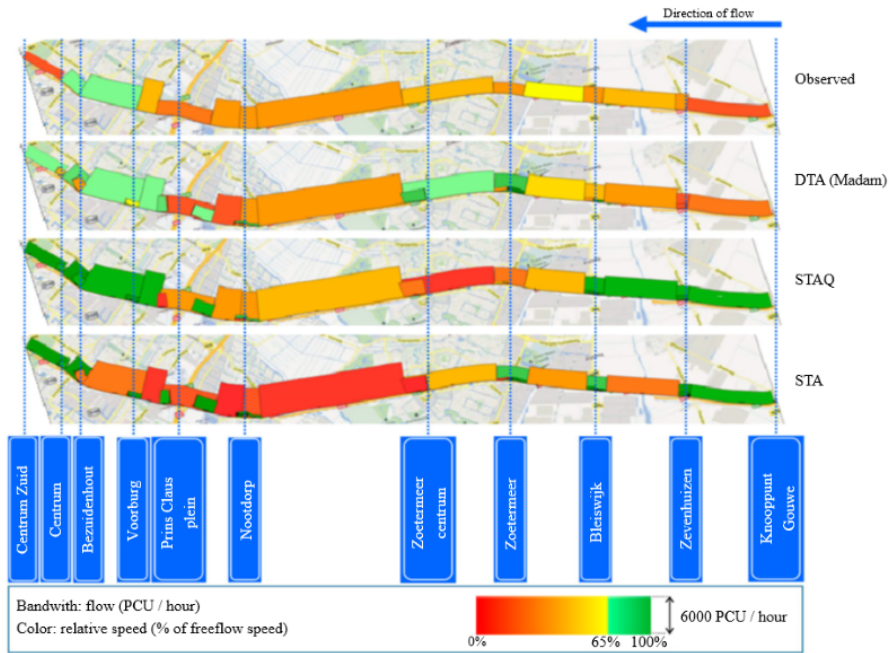 Direction of flow
Observed
DTA (Madam)
STAQ
STA
Centrum Zuid
Centrum
Bezuidenhout
Voorburg
Prins Claus
plein
Nootdorp
Zoetermeer
centrum
Zoetermeer
Bleiswijk
Zevenhuizen
Knooppunt
Gouwe
Bandwith: flow (PCU / hour)
Color: relative speed (% of freeflow speed)
6000 PCU / hour
0%
65%
100%